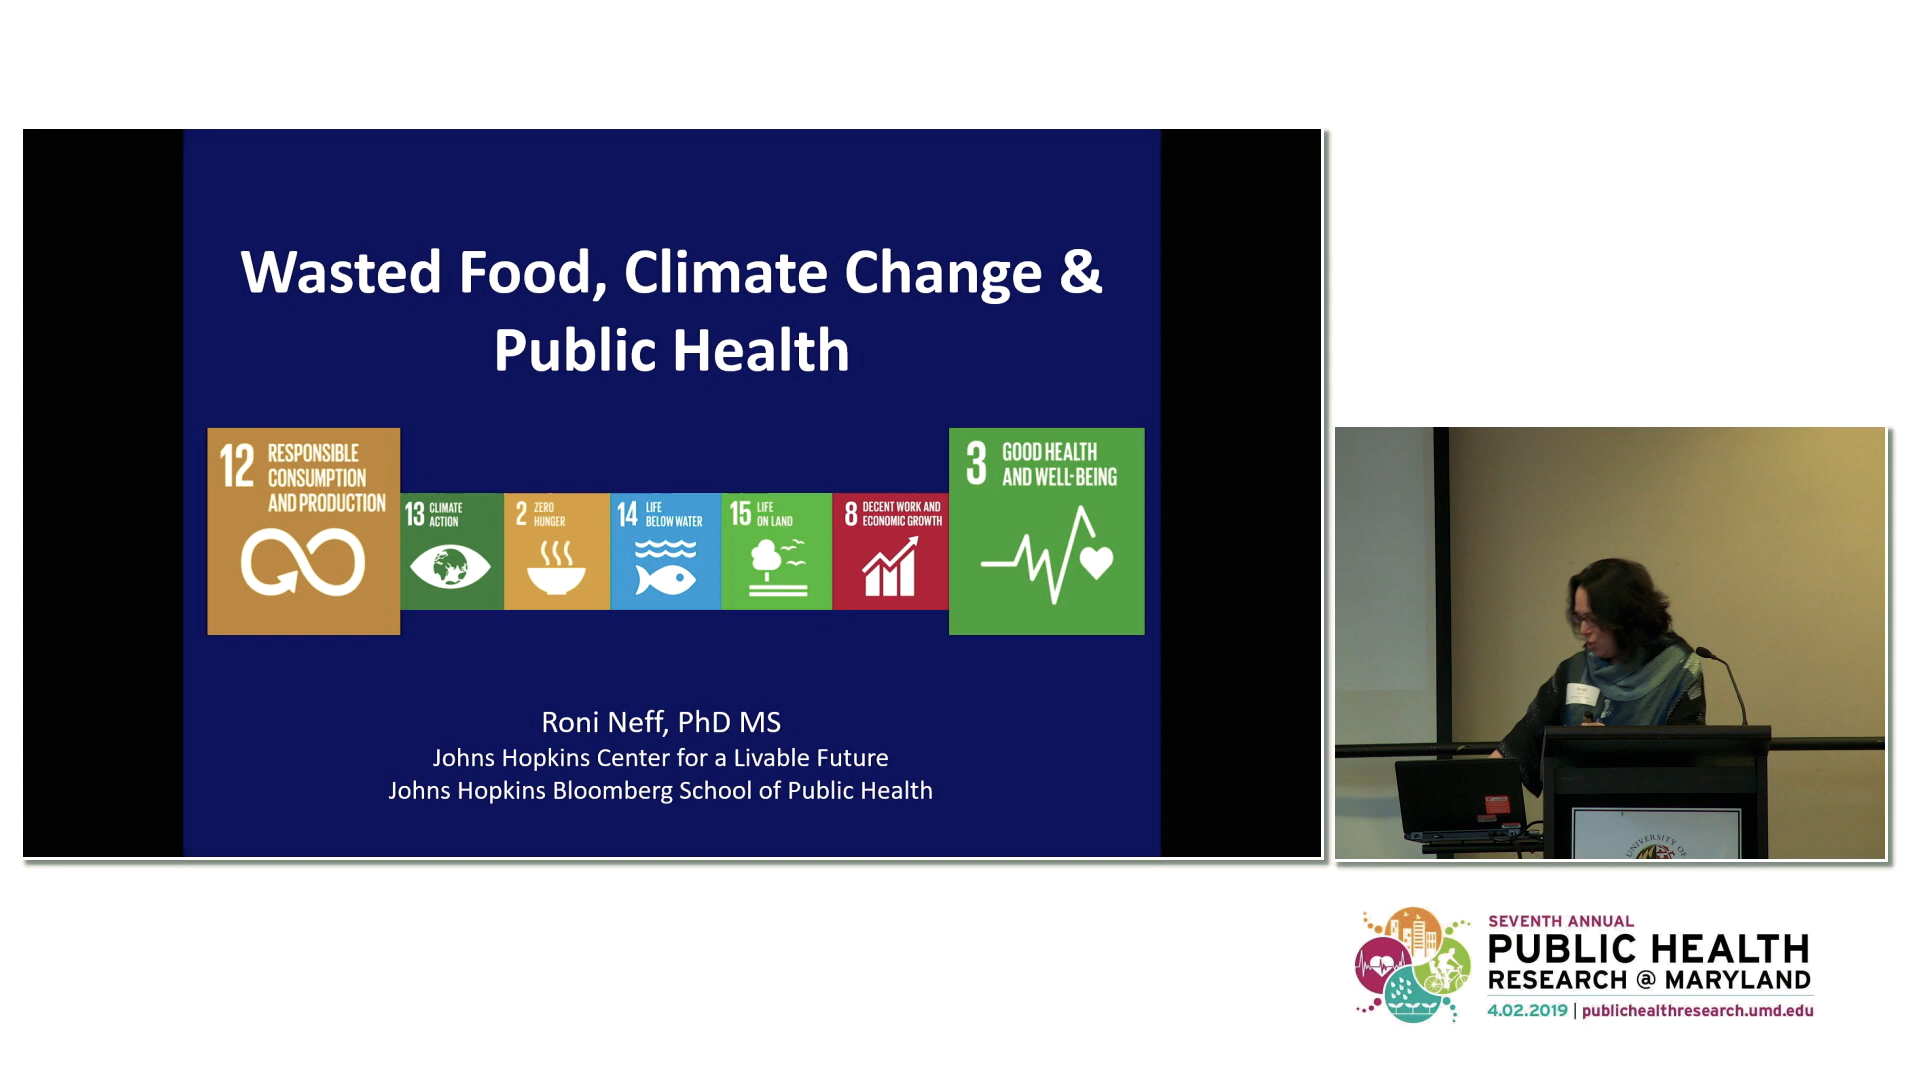 Wasted Food, Climate Change &
Public Health
12 RESPONSIBLE
CONSUMPTION
AND PRODUCTION
13 CLIMATE
ACTION
2 ZERO
HUNGER
14 LIFE
BELOW WATER
15 LIFE
ON LAND
8 DECENT WORK AND
ECONOMIC GROWTH
3 GOOD HEALTH
AND WELL-BEING
Roni Neff, PhD MS
Johns Hopkins Center for a Livable Future
Johns Hopkins Bloomberg School of Public Health
UNIVERSITY OF
SEVENTH ANNUAL
PUBLIC HEALTH
RESEARCH @ MARYLAND
4.02.2019 | publichealthresearch.umd.edu